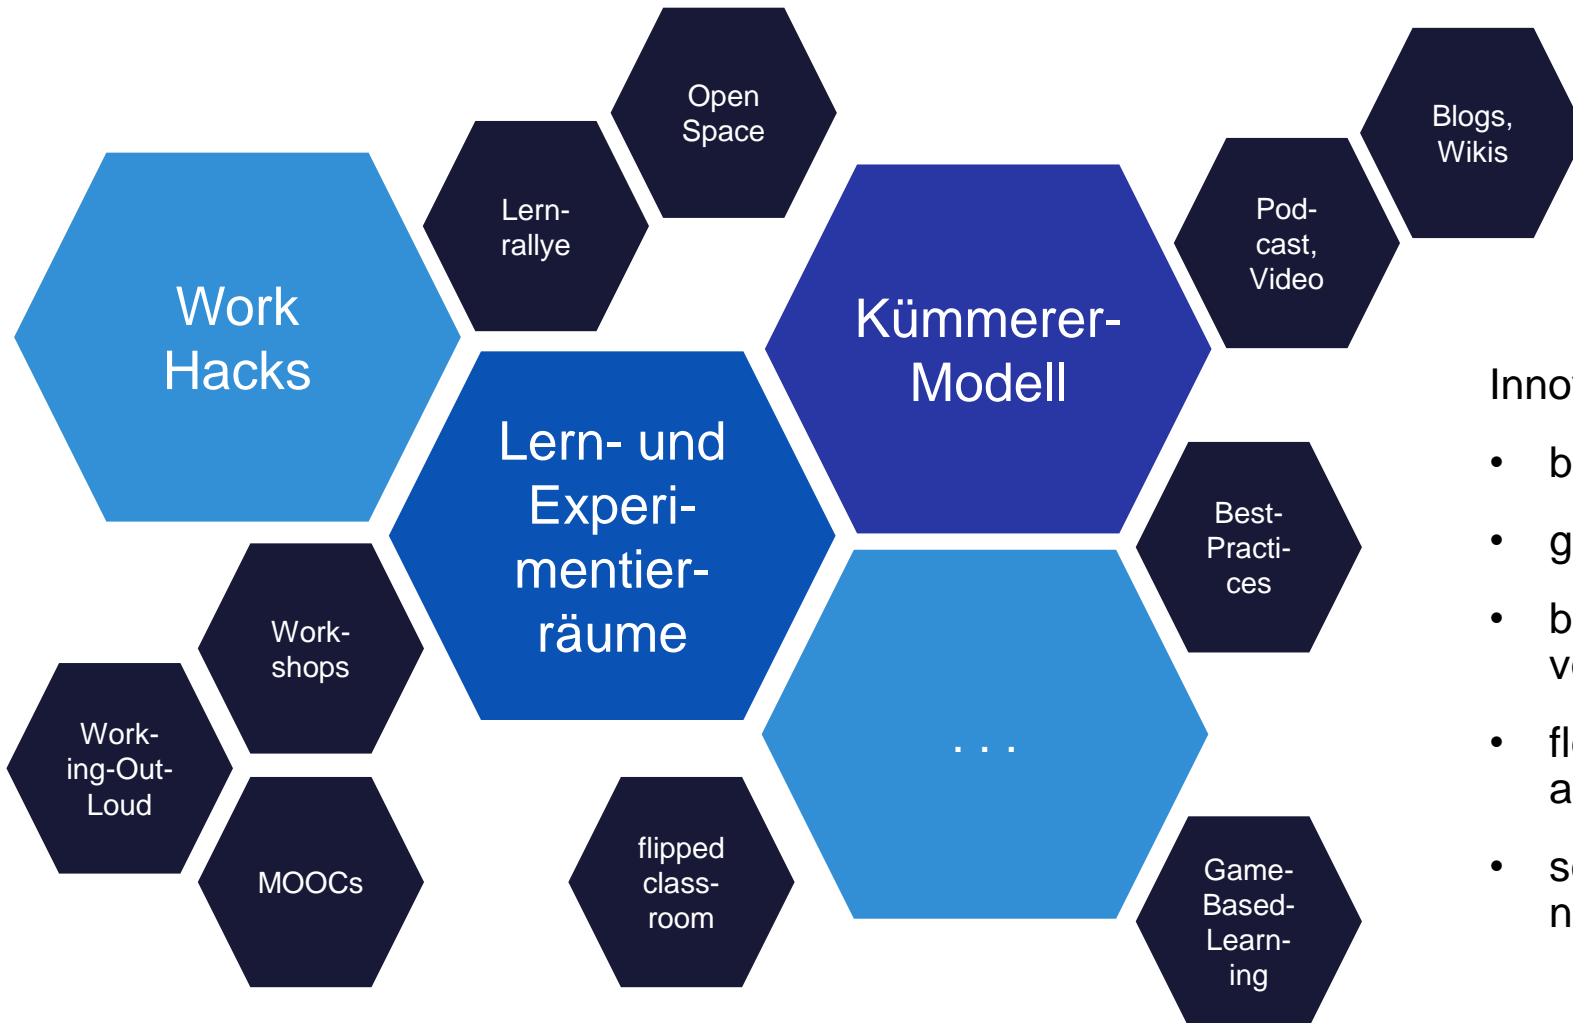 Open
Space
Blogs,
Wikis
Lern-
rallye
Pod-
cast,
Video
Work
Hacks
Kümmerer-
Modell
Lern- und
Experi-
mentier-
räume
Best-
Practi-
ces
Work-
shops
Work-
ing-Out-
Loud
MOOCs
flipped
class-
room
. . .
Game-
Based-
Learn-
ing